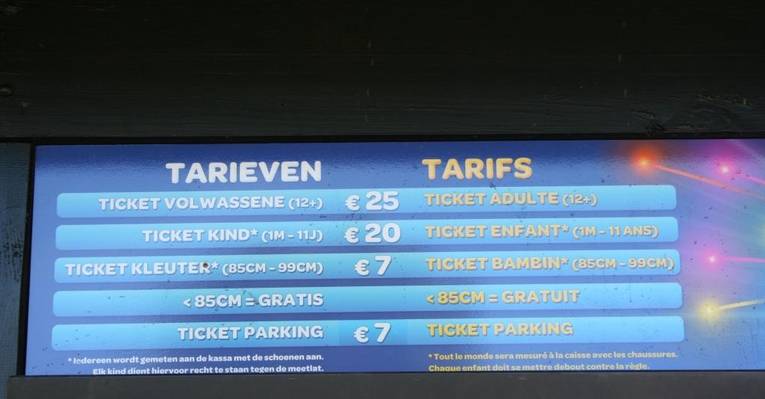 TARIEVEN TARIFS
TICKET VOLWASSENE (12+) € 25 TICKET ADULTE (12+)
TICKET KIND* (1M - 11J) € 20 TICKET ENFANT* (1M - 11 ANS)
TICKET KLEUTER* (85CM - 99CM) € 7 TICKET BAMBIN* (85CM - 99CM)
< 85CM = GRATIS < 85CM = GRATUIT
TICKET PARKING € 7 TICKET PARKING
* Iedereen wordt gemeten aan de kassa met de schoenen aan. * Tout le monde sera mesuré à la caisse avec les chaussures.
Elk kind dient hiervoor recht te staan tegen de meetlat. Chaque enfant doit se mettre debout contre la règle.